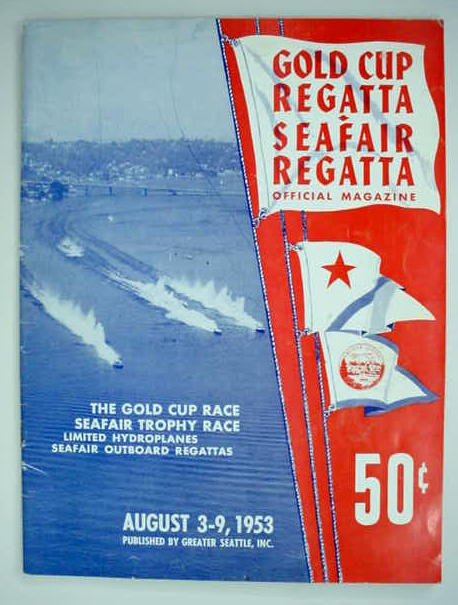 GOLD CUP
REGATTA
SEAFAIR
REGATTA
OFFICIAL MAGAZINE
THE GOLD CUP RACE
SEAFAIR TROPHY RACE
LIMITED HYDROPLANES
SEAFAIR OUTBOARD REGATTAS
50¢
AUGUST 3-9, 1953
PUBLISHED BY GREATER SEATTLE, INC.